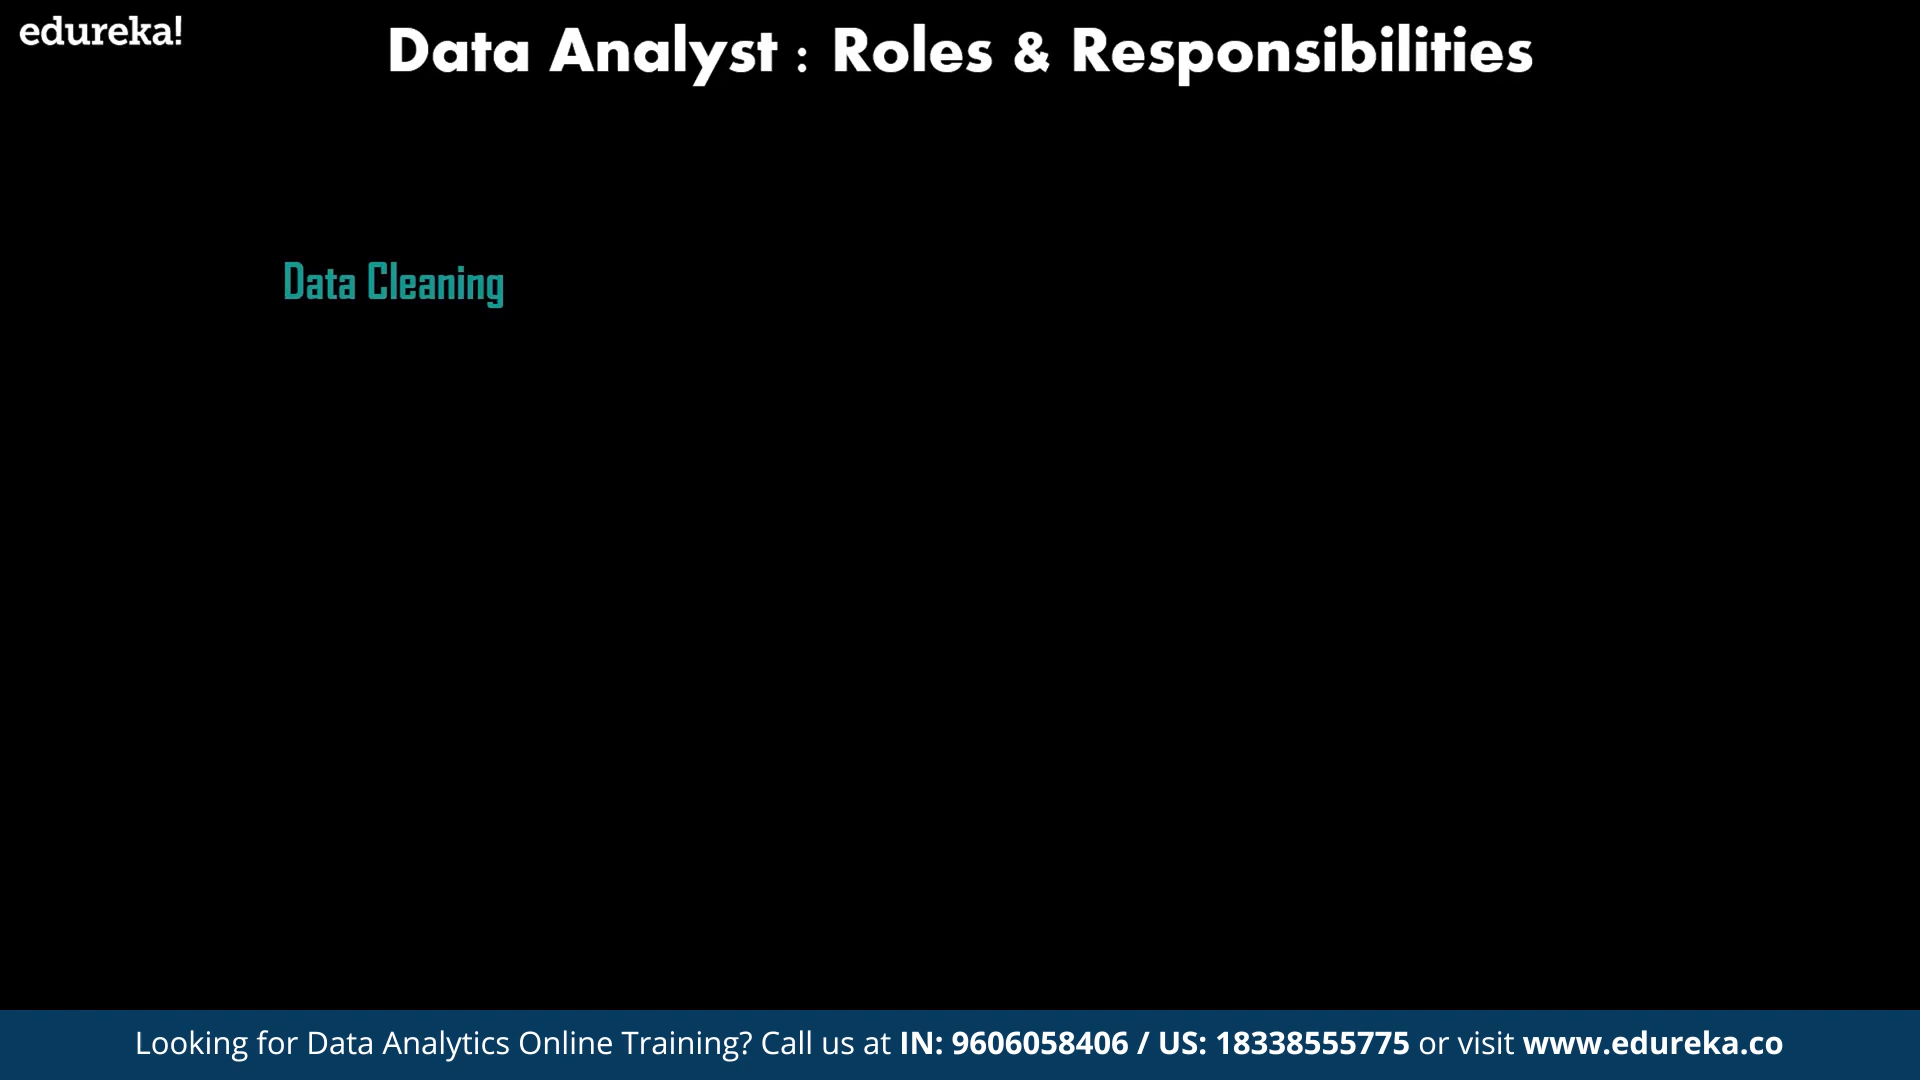 edureka!
Data Analyst : Roles & Responsibilities
Data Cleaning
Looking for Data Analytics Online Training? Call us at IN: 9606058406 / US: 18338555775 or visit www.edureka.co